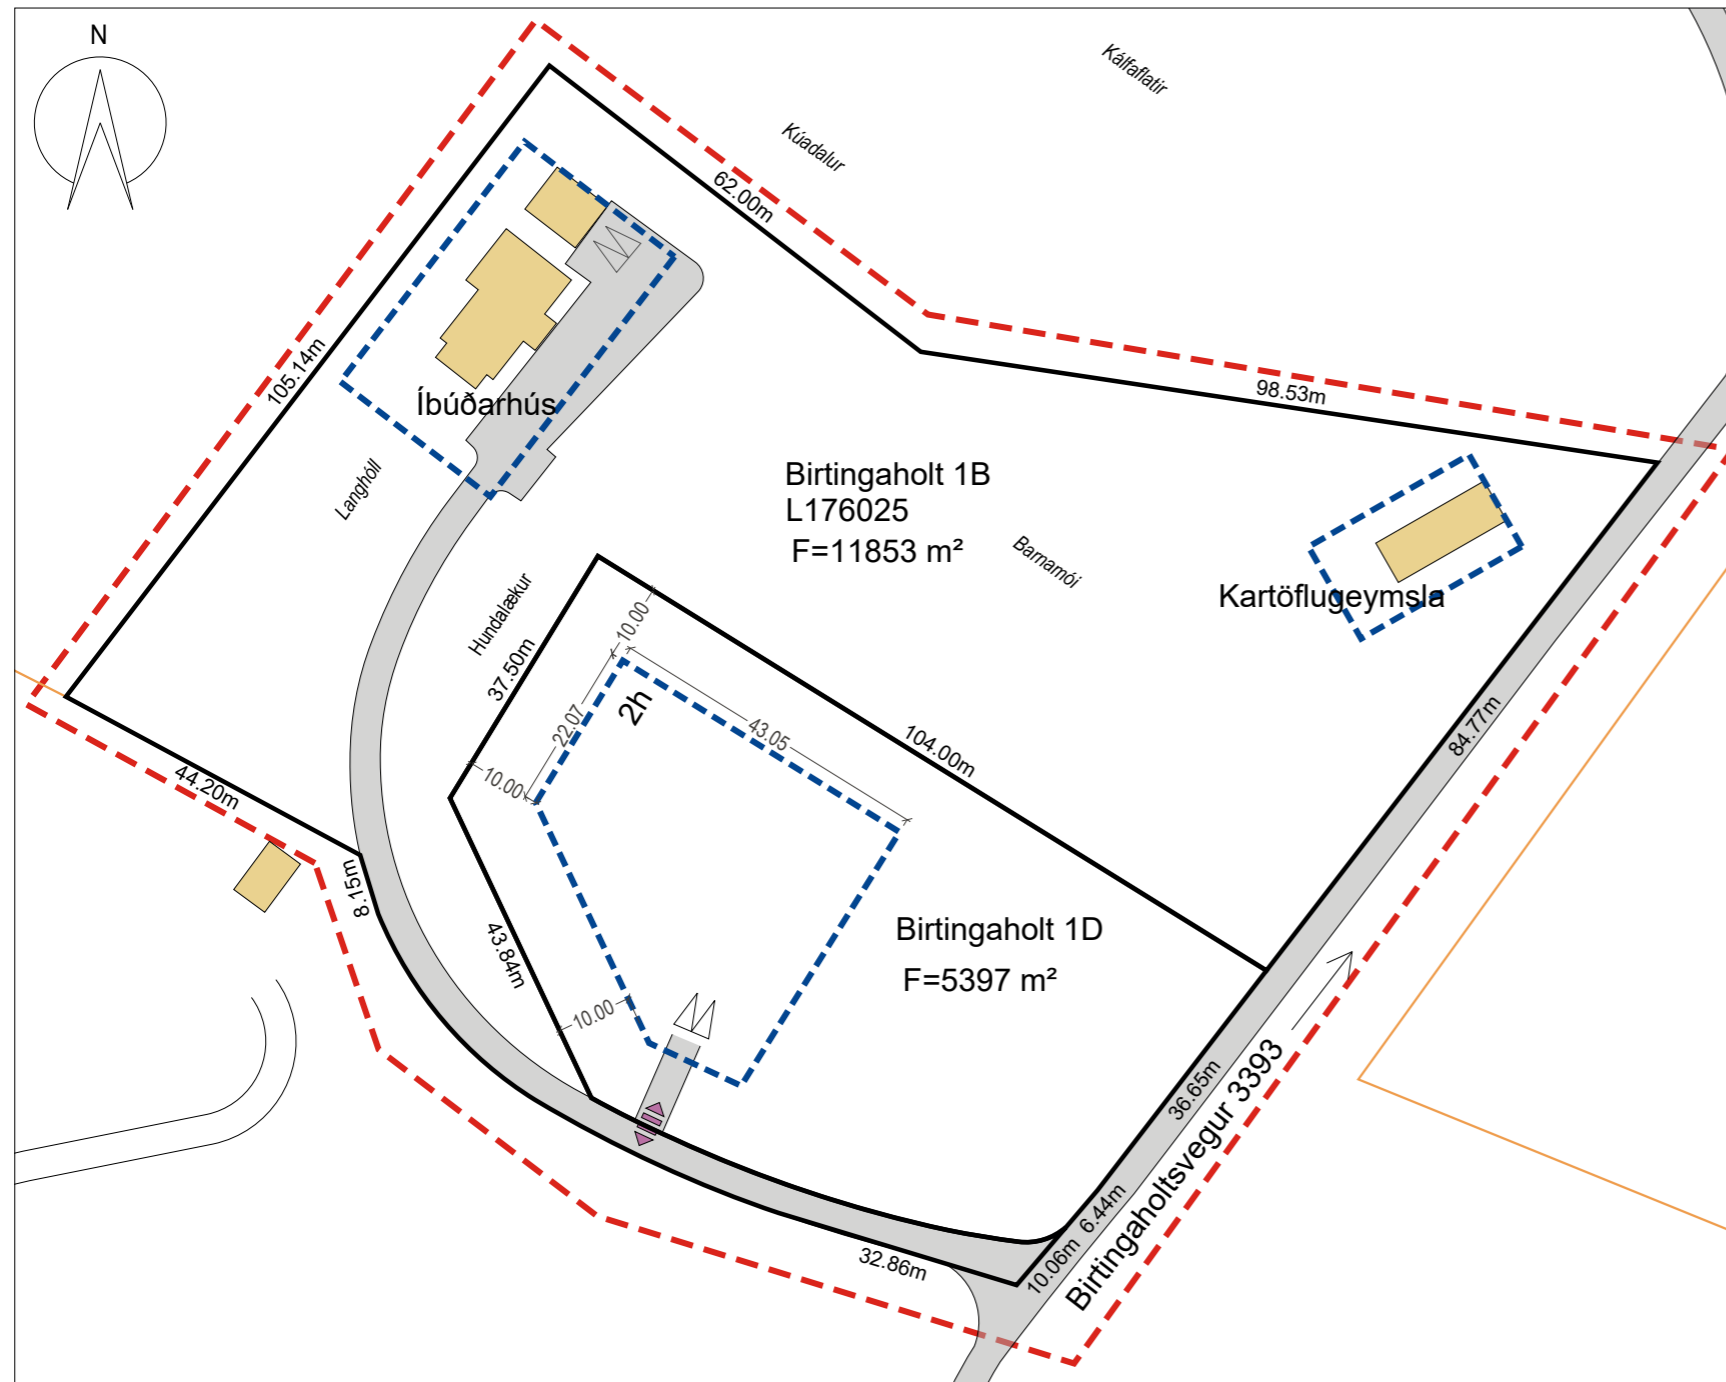 N
Kálfaflatir
Kúadalur
62.00m
105.14m
98.53m
Íbúðarhús
Langhóll
Birtingaholt 1B
L176025
F=11853 m²
Barnamói
Kartöflugeymsla
Hundalækur
37.50m
10.00
2h
22.07
43.05
10.00
104.00m
84.77m
44.20m
8.15m
43.84m
10.00
Birtingaholt 1D
F=5397 m²
36.65m
6.44m
10.06m
32.86m
Birtingaholtsvegur 3393